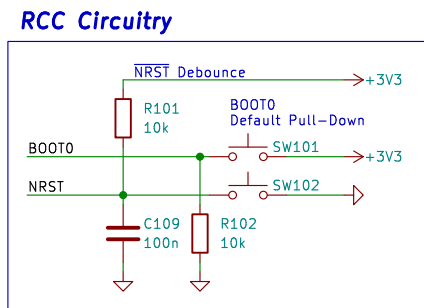 RCC Circuitry
NRST Debounce
+3V3
R101
10k
BOOT0
Default Pull-Down
BOOT0
SW101
+3V3
NRST
SW102
C109
100n
R102
10k